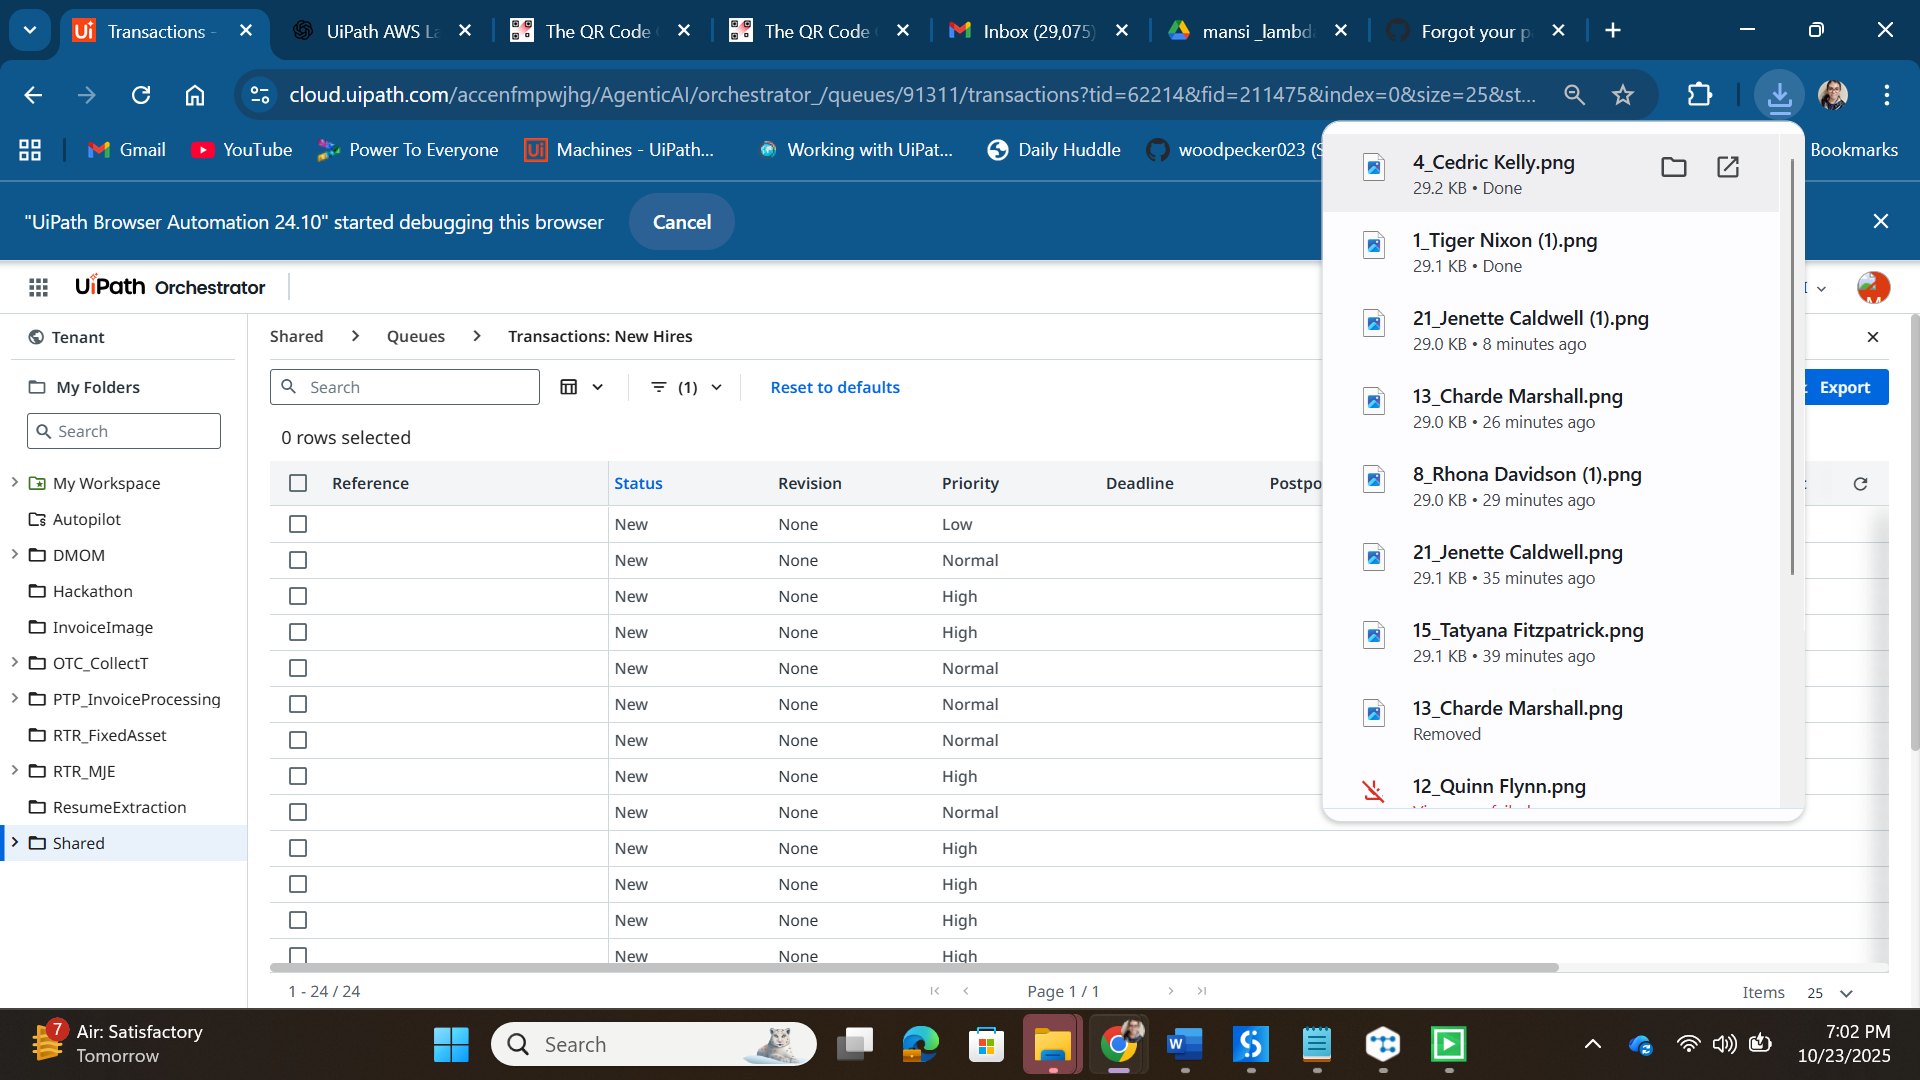 Transactions -
UiPath AWS La
The QR Code
The QR Code
Inbox (29,075)
mansi _lambd
Forgot your p
cloud.uipath.com/accenfmpwjhg/AgenticAI/orchestrator_/queues/91311/transactions?tid=62214&fid=211475&index=0&size=25&st...
Gmail
YouTube
Power To Everyone
Machines - UiPath...
Working with UiPat...
Daily Huddle
woodpecker023 (S
Bookmarks
"UiPath Browser Automation 24.10" started debugging this browser
Cancel
4_Cedric Kelly.png
29.2 KB • Done
1_Tiger Nixon (1).png
29.1 KB • Done
21_Jenette Caldwell (1).png
29.0 KB • 8 minutes ago
13_Charde Marshall.png
29.0 KB • 26 minutes ago
8_Rhona Davidson (1).png
29.0 KB • 29 minutes ago
21_Jenette Caldwell.png
29.1 KB • 35 minutes ago
15_Tatyana Fitzpatrick.png
29.1 KB • 39 minutes ago
13_Charde Marshall.png
Removed
12_Quinn Flynn.png
UiPath Orchestrator
Tenant
My Folders
Search
My Workspace
Autopilot
DMOM
Hackathon
InvoiceImage
OTC_CollectT
PTP_InvoiceProcessing
RTR_FixedAsset
RTR_MJE
ResumeExtraction
Shared
Shared > Queues > Transactions: New Hires
Search
(1)
Reset to defaults
Export
0 rows selected
Reference Status Revision Priority Deadline Postpo
New None Low
New None Normal
New None High
New None High
New None Normal
New None Normal
New None Normal
New None High
New None Normal
New None High
New None High
New None High
New None High
1 - 24 / 24
Page 1 / 1
Items 25
7
Air: Satisfactory
Tomorrow
Search
7:02 PM
10/23/2025